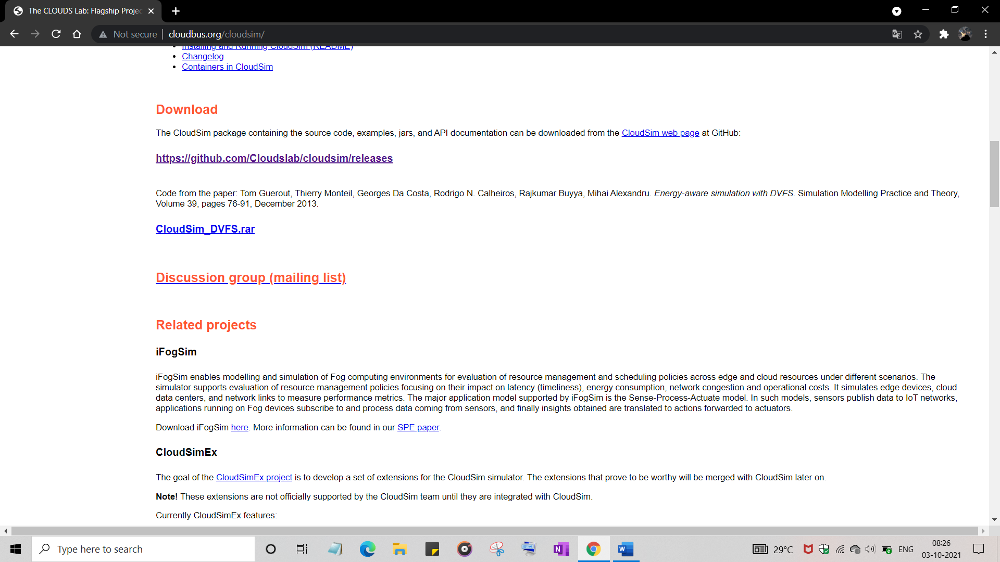 The CLOUDS Lab: Flagship Projec
Not secure | cloudbus.org/cloudsim/
Installing and Running CloudSim (README)
Changelog
Containers in CloudSim
Download
The CloudSim package containing the source code, examples, jars, and API documentation can be downloaded from the CloudSim web page at GitHub:
https://github.com/Cloudslab/cloudsim/releases
Code from the paper: Tom Guerout, Thierry Monteil, Georges Da Costa, Rodrigo N. Calheiros, Rajkumar Buyya, Mihai Alexandru. Energy-aware simulation with DVFS. Simulation Modelling Practice and Theory,
Volume 39, pages 76-91, December 2013.
CloudSim_DVFS.rar
Discussion group (mailing list)
Related projects
iFogSim
iFogSim enables modelling and simulation of Fog computing environments for evaluation of resource management and scheduling policies across edge and cloud resources under different scenarios. The
simulator supports evaluation of resource management policies focusing on their impact on latency (timeliness), energy consumption, network congestion and operational costs. It simulates edge devices, cloud
data centers, and network links to measure performance metrics. The major application model supported by iFogSim is the Sense-Process-Actuate model. In such models, sensors publish data to IoT networks,
applications running on Fog devices subscribe to and process data coming from sensors, and finally insights obtained are translated to actions forwarded to actuators.
Download iFogSim here. More information can be found in our SPE paper.
CloudSimEx
The goal of the CloudSimEx project is to develop a set of extensions for the CloudSim simulator. The extensions that prove to be worthy will be merged with CloudSim later on.
Note! These extensions are not officially supported by the CloudSim team until they are integrated with CloudSim.
Currently CloudSimEx features:
Type here to search
29°C
ENG
08:26
03-10-2021